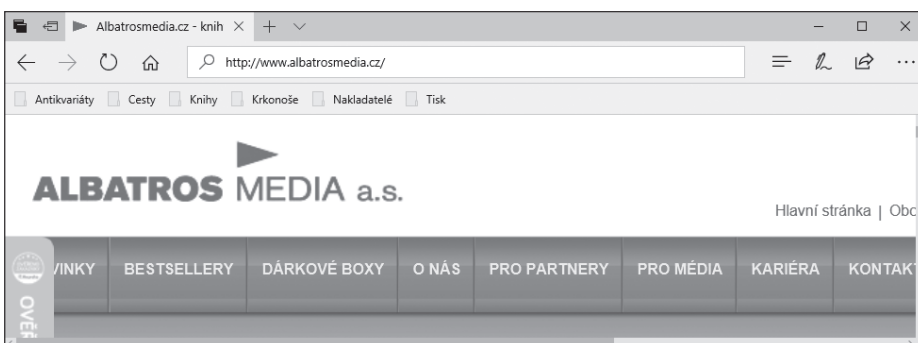 Albatrosmedia.cz - knih
http://www.albatrosmedia.cz/
Antikvariáty Cesty Knihy Krkonoše Nakladatelé Tisk
ALBATROS MEDIA a.s.
Hlavní stránka | Obc
VINKY BESTSELLERY DÁRKOVÉ BOXY O NÁS PRO PARTNERY PRO MÉDIA KARIÉRA KONTAK
OVĚŘ